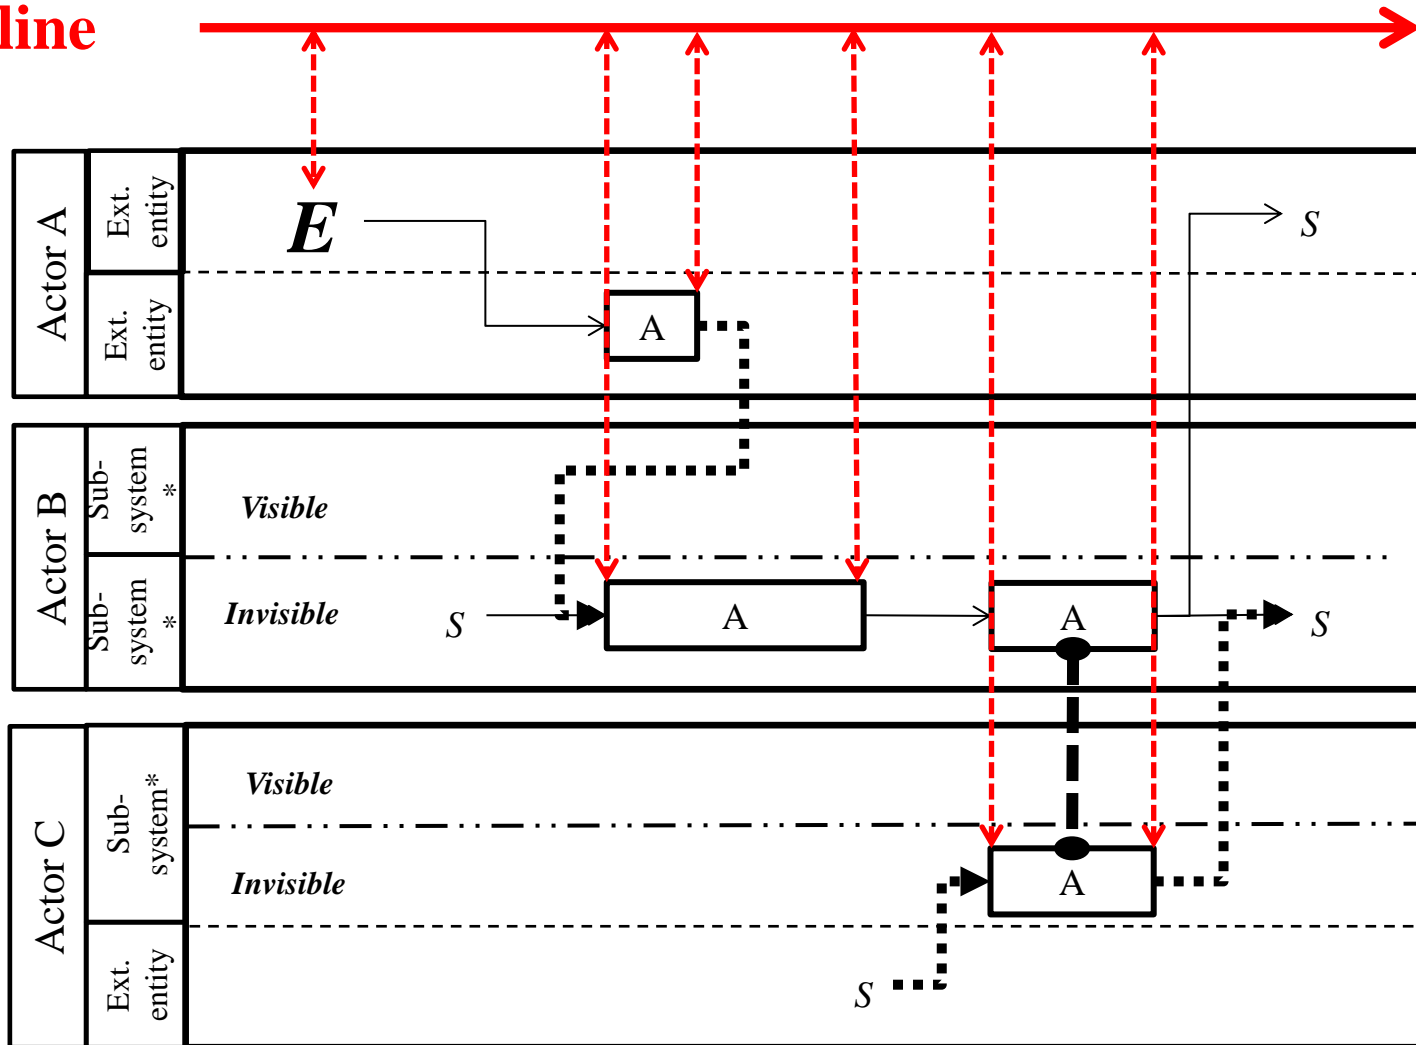 line
Actor A
Ext.
entity
E
S
Ext.
entity
A
Actor B
Sub-
system
*
Visible
Sub-
system
*
Invisible
S
A
A
S
Actor C
Sub-
system*
Visible
Invisible
A
Ext.
entity
S